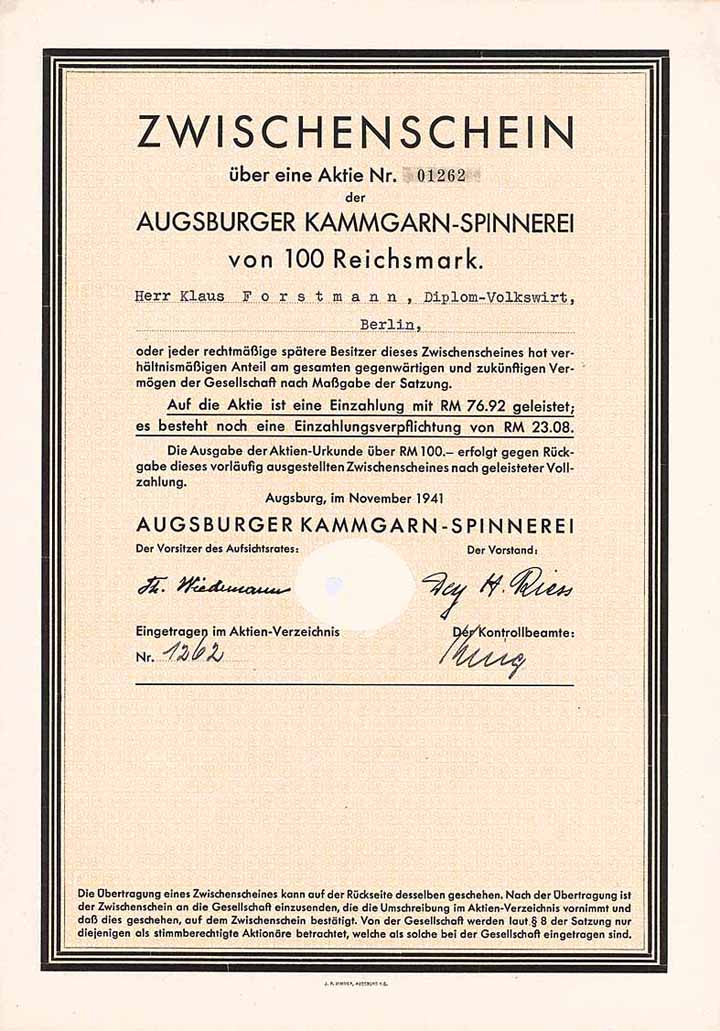 ZWISCHENSCHEIN
über eine Aktie Nr. 01262
der
AUGSBURGER KAMMGARN-SPINNEREI
von 100 Reichsmark.
Herr Klaus F o r s t m a n n , Diplom-Volkswirt,
Berlin,
oder jeder rechtmäßige spätere Besitzer dieses Zwischenscheines hat ver-
hältnismäßigen Anteil am gesamten gegenwärtigen und zukünftigen Ver-
mögen der Gesellschaft nach Maßgabe der Satzung.
Auf die Aktie ist eine Einzahlung mit RM 76.92 geleistet;
es besteht noch eine Einzahlungsverpflichtung von RM 23.08.
Die Ausgabe der Aktien-Urkunde über RM 100.– erfolgt gegen Rück-
gabe dieses vorläufig ausgestellten Zwischenscheines nach geleisteter Voll-
zahlung.
Augsburg, im November 1941
AUGSBURGER KAMMGARN-SPINNEREI
Der Vorsitzer des Aufsichtsrates: Der Vorstand:
Th. Wiedemann H. Riess
Eingetragen im Aktien-Verzeichnis Der Kontrollbeamte:
Nr. 1262
Die Übertragung eines Zwischenscheines kann auf der Rückseite desselben geschehen. Nach der Übertragung ist
der Zwischenschein an die Gesellschaft einzusenden, die die Umschreibung im Aktien-Verzeichnis vornimmt und
daß dies geschehen, auf dem Zwischenschein bestätigt. Von der Gesellschaft werden laut § 8 der Satzung nur
diejenigen als stimmberechtigte Aktionäre betrachtet, welche als solche bei der Gesellschaft eingetragen sind.